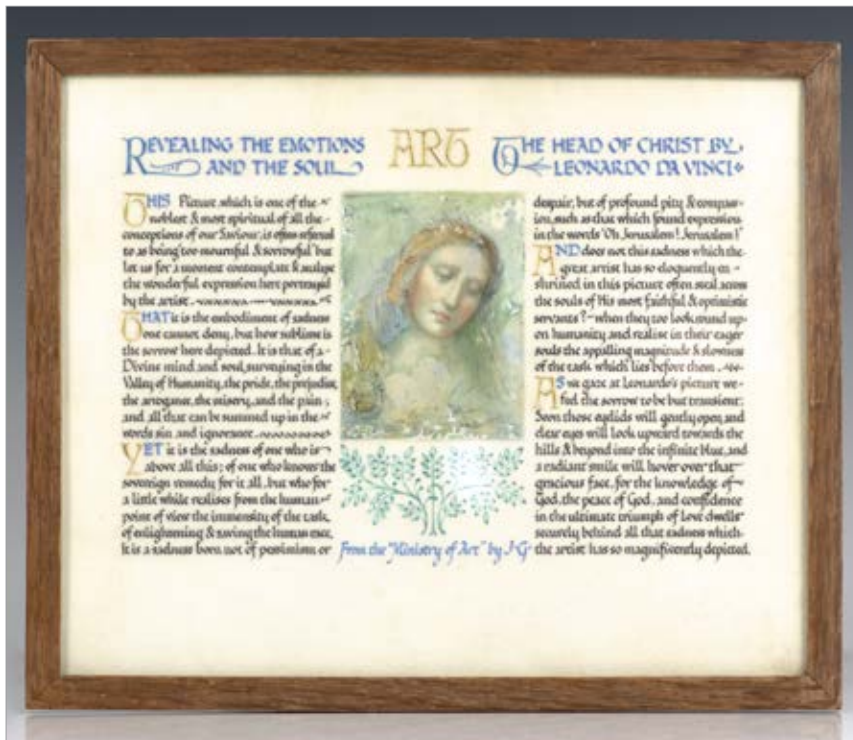 REVEALING THE EMOTIONS
AND THE SOUL
ART
THE HEAD OF CHRIST BY
LEONARDO DA VINCI
THIS Picture, which is one of the
noblest & most spiritual of all the
conceptions of our Saviour, is often referred
to as being too mournful & sorrowful but
let us for a moment contemplate & analyse
the wonderful expression here portrayed
by the artist
THAT it is the embodiment of sadness
one cannot deny, but how sublime is
the sorrow here depicted. It is that of a
Divine mind and soul, surveying in the
Valley of Humanity, the pride, the prejudice,
the arrogance, the misery, and the pain;
and all that can be summed up in the
words sin and ignorance
YET it is the sadness of one who is
above all this; of one who knows the
sovereign remedy for it all, but who for
a little while realises from the human
point of view the immensity of the task
of enlightening & saving the human race.
It is a sadness born not of pessimism or
From the "Ministry of Art" by J-G
despair, but of profound pity & compass-
ion, such as that which found expression
in the words "Oh Jerusalem! Jerusalem!"
AND does not this sadness which the
great artist has so eloquently en-
shrined in this picture often steal across
the souls of His most faithful & optimistic
servants?- when they too look round up-
on humanity and realise in their eager
souls the appalling magnitude & slowness
of the task which lies before them.
AS we gaze at Leonardo's picture we
feel the sorrow to be but transient:
Soon those eyelids will gently open, and
clear eyes will look upward towards the
hills & beyond into the infinite blue, and
a radiant smile will hover over that
gracious face, for the knowledge of
God, the peace of God, and confidence
in the ultimate triumph of Love dwells
securely behind all that sadness which
the artist has so magnificently depicted.